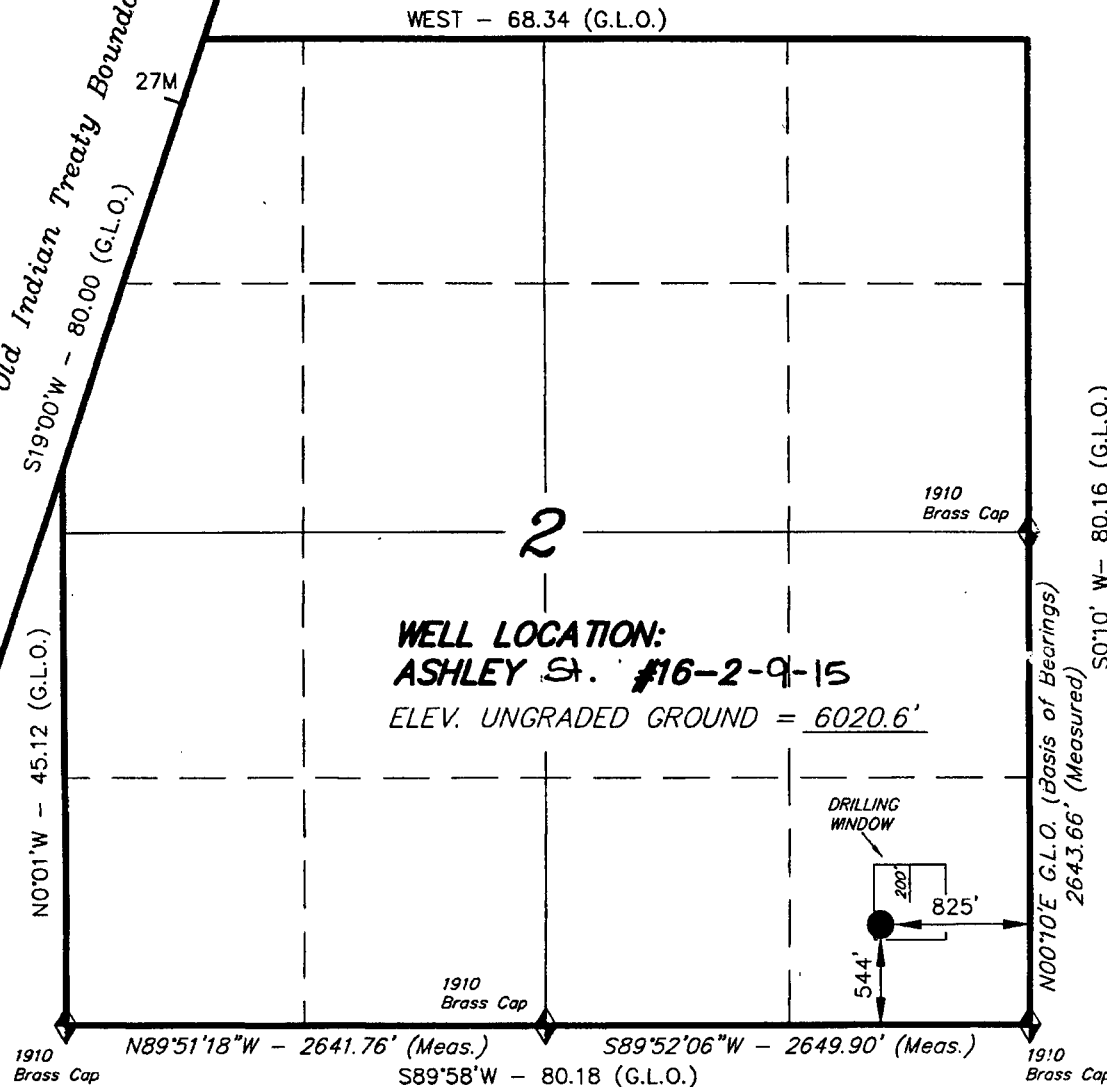 WEST – 68.34 (G.L.O.)
Old Indian Treaty
27M
S19°00'W – 80.00 (G.L.O.)
1910
Brass Cap
2
S0°10' W– 80.16 (G.L.O.)
WELL LOCATION:
ASHLEY St. #16-2-9-15
ELEV. UNGRADED GROUND = 6020.6'
N0°01'W – 45.12 (G.L.O.)
N00°10'E G.L.O. (Basis of Bearings)
2643.66' (Measured)
DRILLING
WINDOW
200'
825'
544'
1910
Brass Cap
1910
Brass Cap
N89°51'18"W – 2641.76' (Meas.)
S89°52'06"W – 2649.90' (Meas.)
1910
Brass Cap
S89°58'W – 80.18 (G.L.O.)